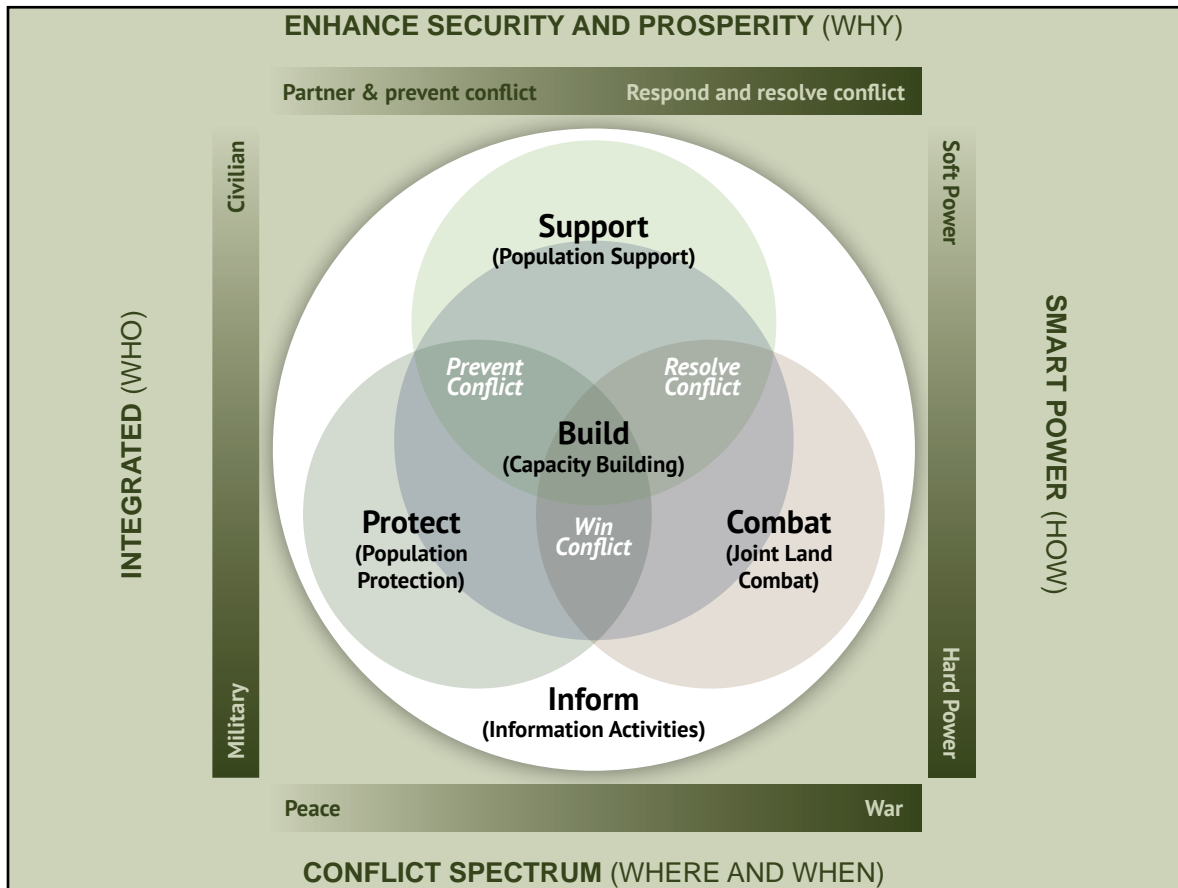 ENHANCE SECURITY AND PROSPERITY (WHY)
Partner & prevent conflict
Respond and resolve conflict
Civilian
Military
INTEGRATED (WHO)
Soft Power
Hard Power
SMART POWER (HOW)
Support
(Population Support)
Prevent
Conflict
Resolve
Conflict
Build
(Capacity Building)
Protect
(Population
Protection)
Win
Conflict
Combat
(Joint Land
Combat)
Inform
(Information Activities)
Peace
War
CONFLICT SPECTRUM (WHERE AND WHEN)